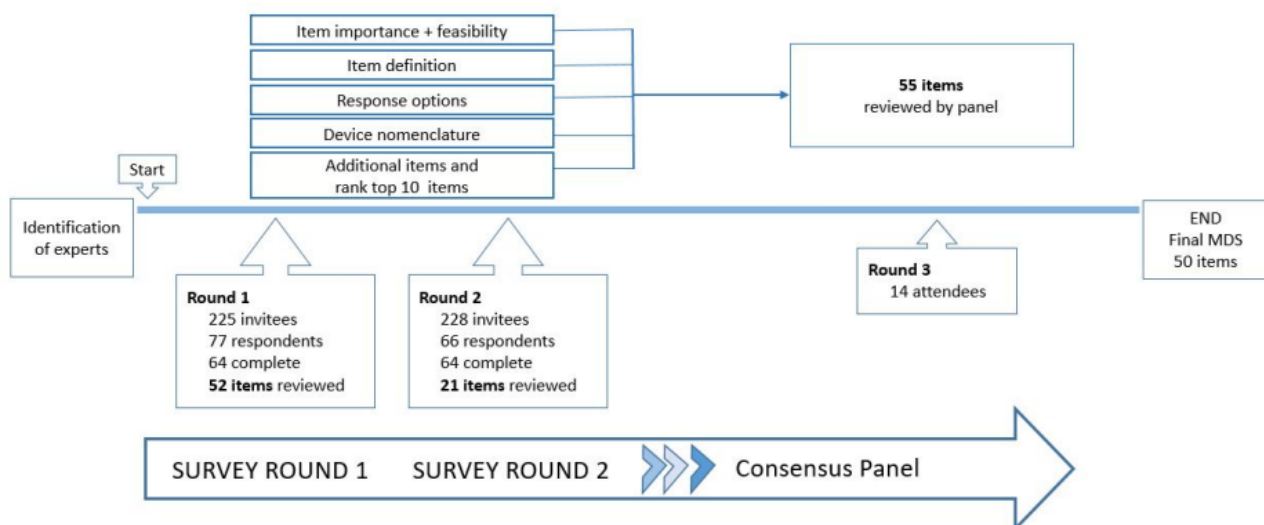 Item importance + feasibility
Item definition
Response options
Device nomenclature
Additional items and
rank top 10 items
55 items
reviewed by panel
Start
Identification
of experts
END
Final MDS
50 items
Round 1
225 invitees
77 respondents
64 complete
52 items reviewed
Round 2
228 invitees
66 respondents
64 complete
21 items reviewed
Round 3
14 attendees
SURVEY ROUND 1
SURVEY ROUND 2
Consensus Panel